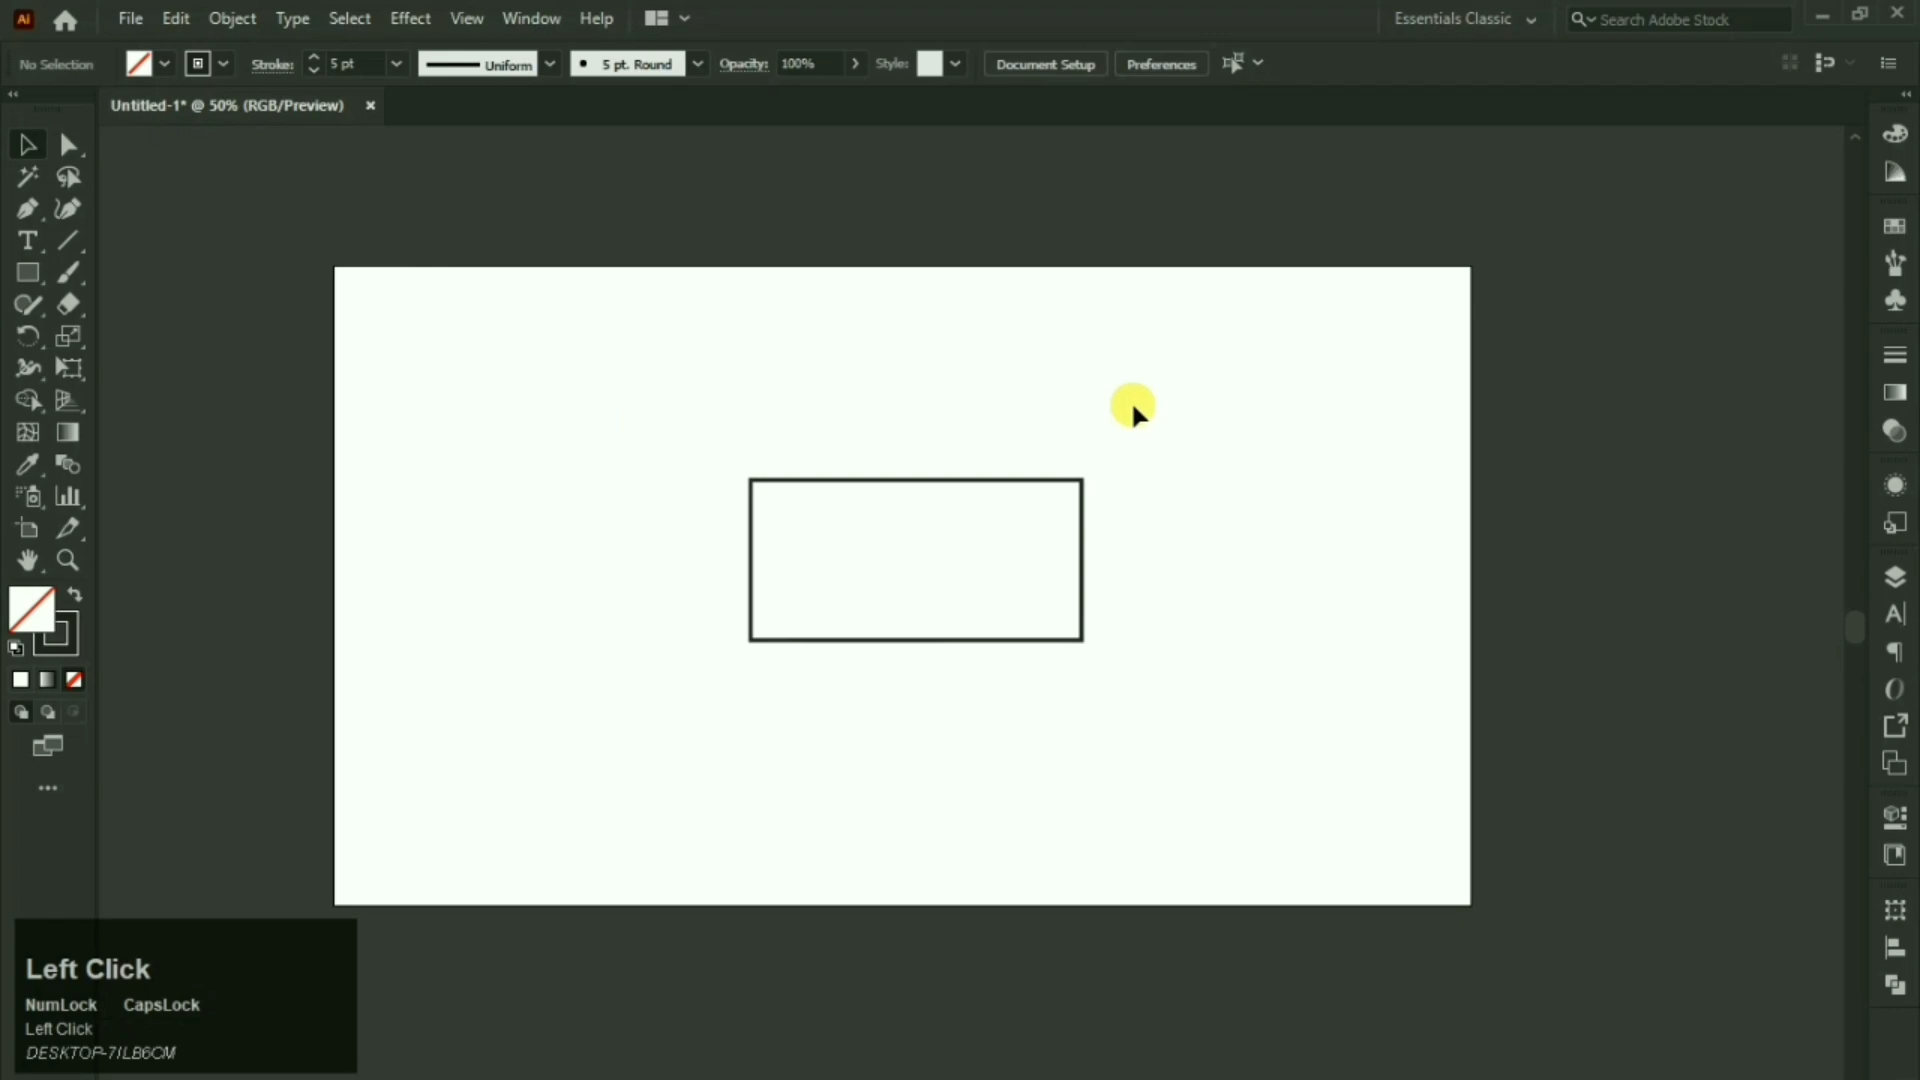 Ai File Edit Object Type Select Effect View Window Help Essentials Classic Search Adobe Stock
No Selection Stroke: 5 pt Uniform 5 pt. Round Opacity: 100% Style: Document Setup Preferences
Untitled-1* @ 50% (RGB/Preview) ×
Left Click
NumLock CapsLock
Left Click
DESKTOP-7ILB6CM